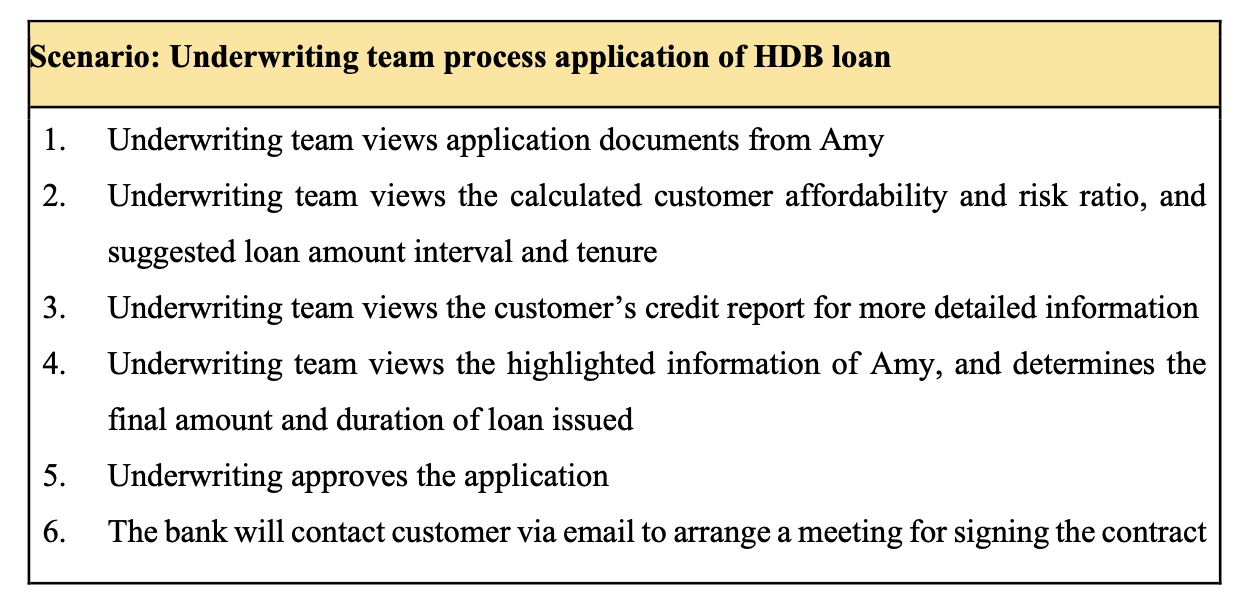 Scenario: Underwriting team process application of HDB loan
1. Underwriting team views application documents from Amy
2. Underwriting team views the calculated customer affordability and risk ratio, and
suggested loan amount interval and tenure
3. Underwriting team views the customer’s credit report for more detailed information
4. Underwriting team views the highlighted information of Amy, and determines the
final amount and duration of loan issued
5. Underwriting approves the application
6. The bank will contact customer via email to arrange a meeting for signing the contract